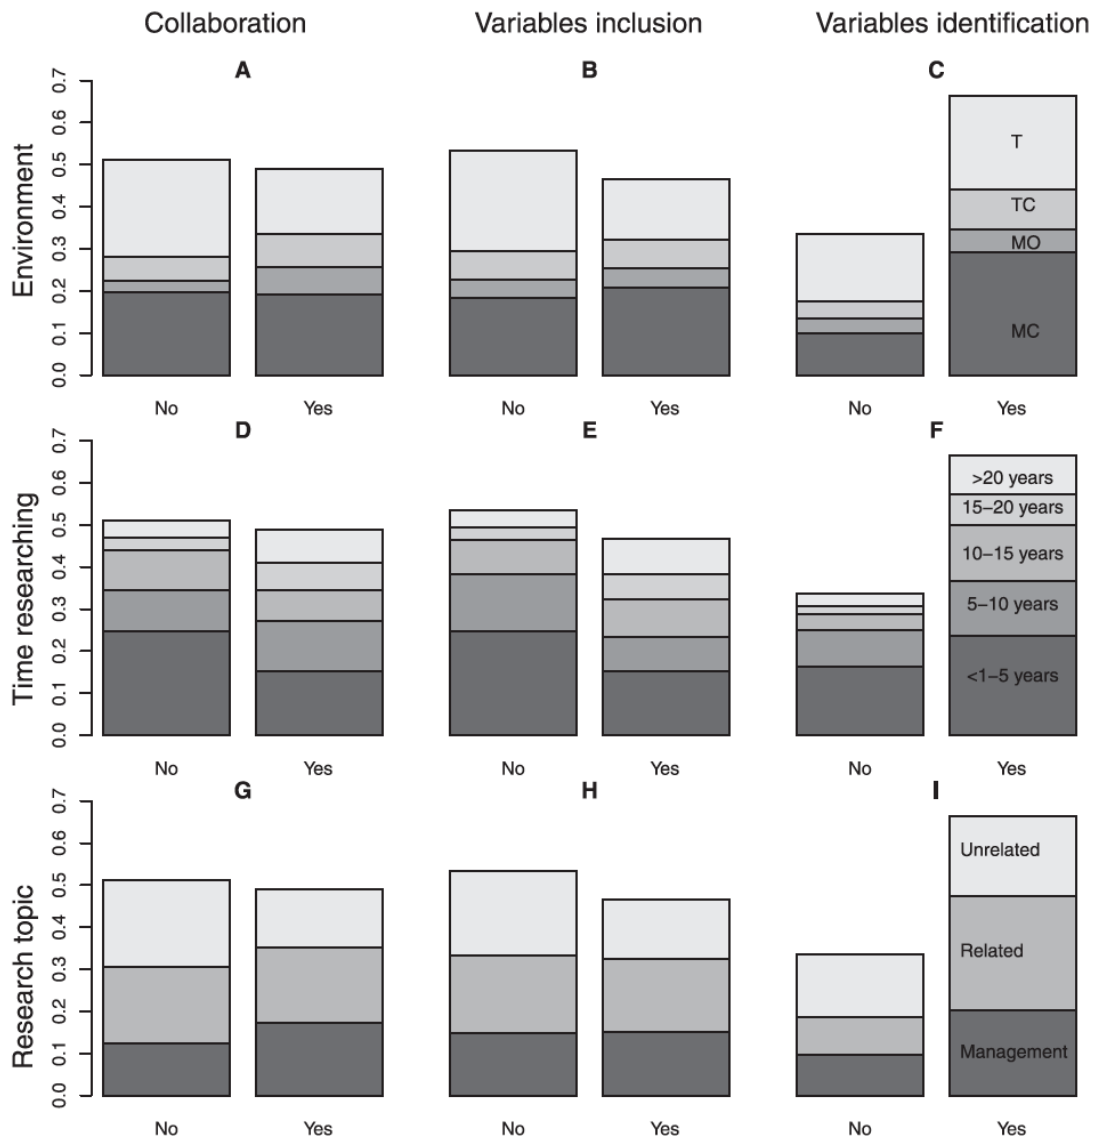 Collaboration Variables inclusion Variables identification
A B C
Environment
0.7
0.6
0.5
0.4
0.3
0.2
0.1
0.0
T
TC
MO
MC
No Yes No Yes No Yes
D E F
Time researching
0.7
0.6
0.5
0.4
0.3
0.2
0.1
0.0
>20 years
15–20 years
10–15 years
5–10 years
<1–5 years
No Yes No Yes No Yes
G H I
Research topic
0.7
0.6
0.5
0.4
0.3
0.2
0.1
0.0
Unrelated
Related
Management
No Yes No Yes No Yes